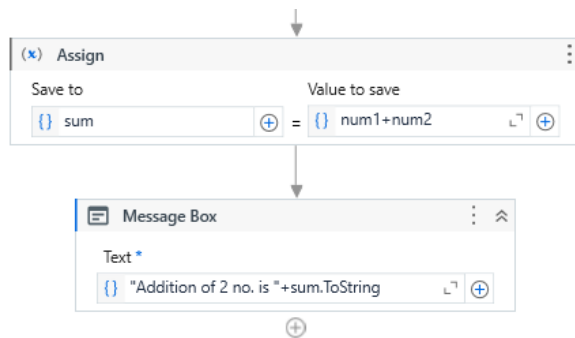 (x) Assign
Save to Value to save
{} sum = {} num1+num2
Message Box
Text *
{} "Addition of 2 no. is "+sum.ToString